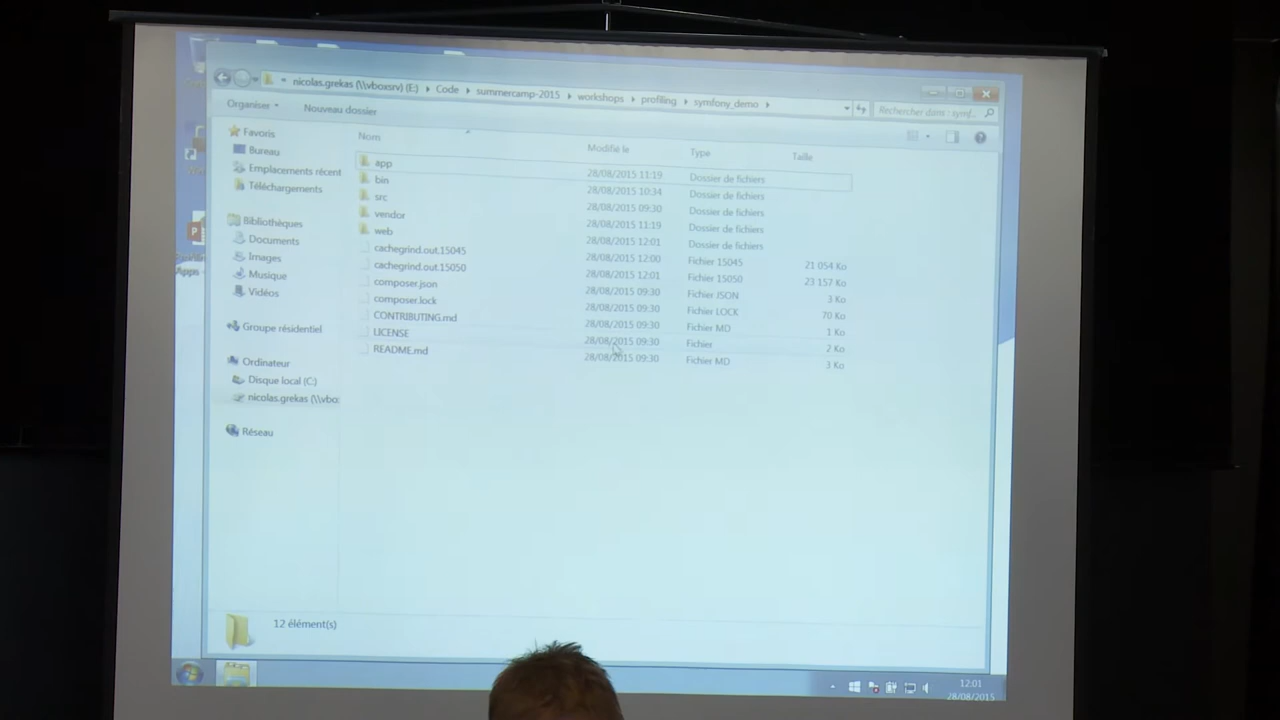 nicolas.grekas (\\vboxsrv) (E:) Code summercamp-2015 workshops profiling symfony_demo
Rechercher dans : symf...
Organiser Nouveau dossier
Nom Modifié le Type Taille
Favoris
Bureau
Emplacements récent
Téléchargements
Bibliothèques
Documents
Images
Musique
Vidéos
Groupe résidentiel
Ordinateur
Disque local (C:)
nicolas.grekas (\\vbo:
Réseau
app 28/08/2015 11:19 Dossier de fichiers
bin 28/08/2015 10:34 Dossier de fichiers
src 28/08/2015 09:30 Dossier de fichiers
vendor 28/08/2015 11:19 Dossier de fichiers
web 28/08/2015 12:01 Dossier de fichiers
cachegrind.out.15045 28/08/2015 12:00 Fichier 15045 21 054 Ko
cachegrind.out.15050 28/08/2015 12:01 Fichier 15050 23 157 Ko
composer.json 28/08/2015 09:30 Fichier JSON 3 Ko
composer.lock 28/08/2015 09:30 Fichier LOCK 70 Ko
CONTRIBUTING.md 28/08/2015 09:30 Fichier MD 1 Ko
LICENSE 28/08/2015 09:30 Fichier 2 Ko
README.md 28/08/2015 09:30 Fichier MD 3 Ko
12 élément(s)
12:01
28/08/2015